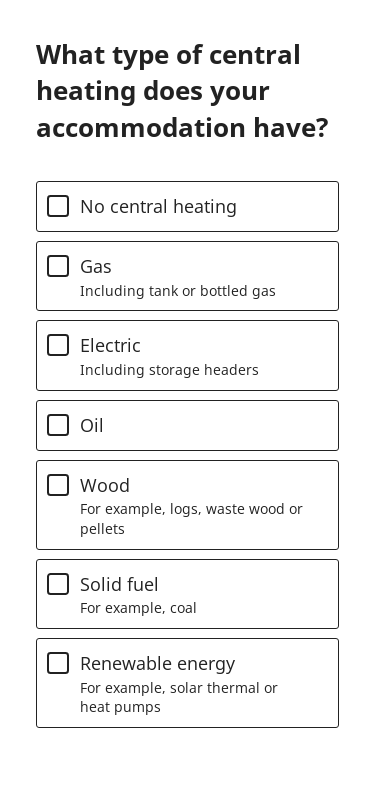 What type of central
heating does your
accommodation have?
No central heating
Gas
Including tank or bottled gas
Electric
Including storage headers
Oil
Wood
For example, logs, waste wood or
pellets
Solid fuel
For example, coal
Renewable energy
For example, solar thermal or
heat pumps